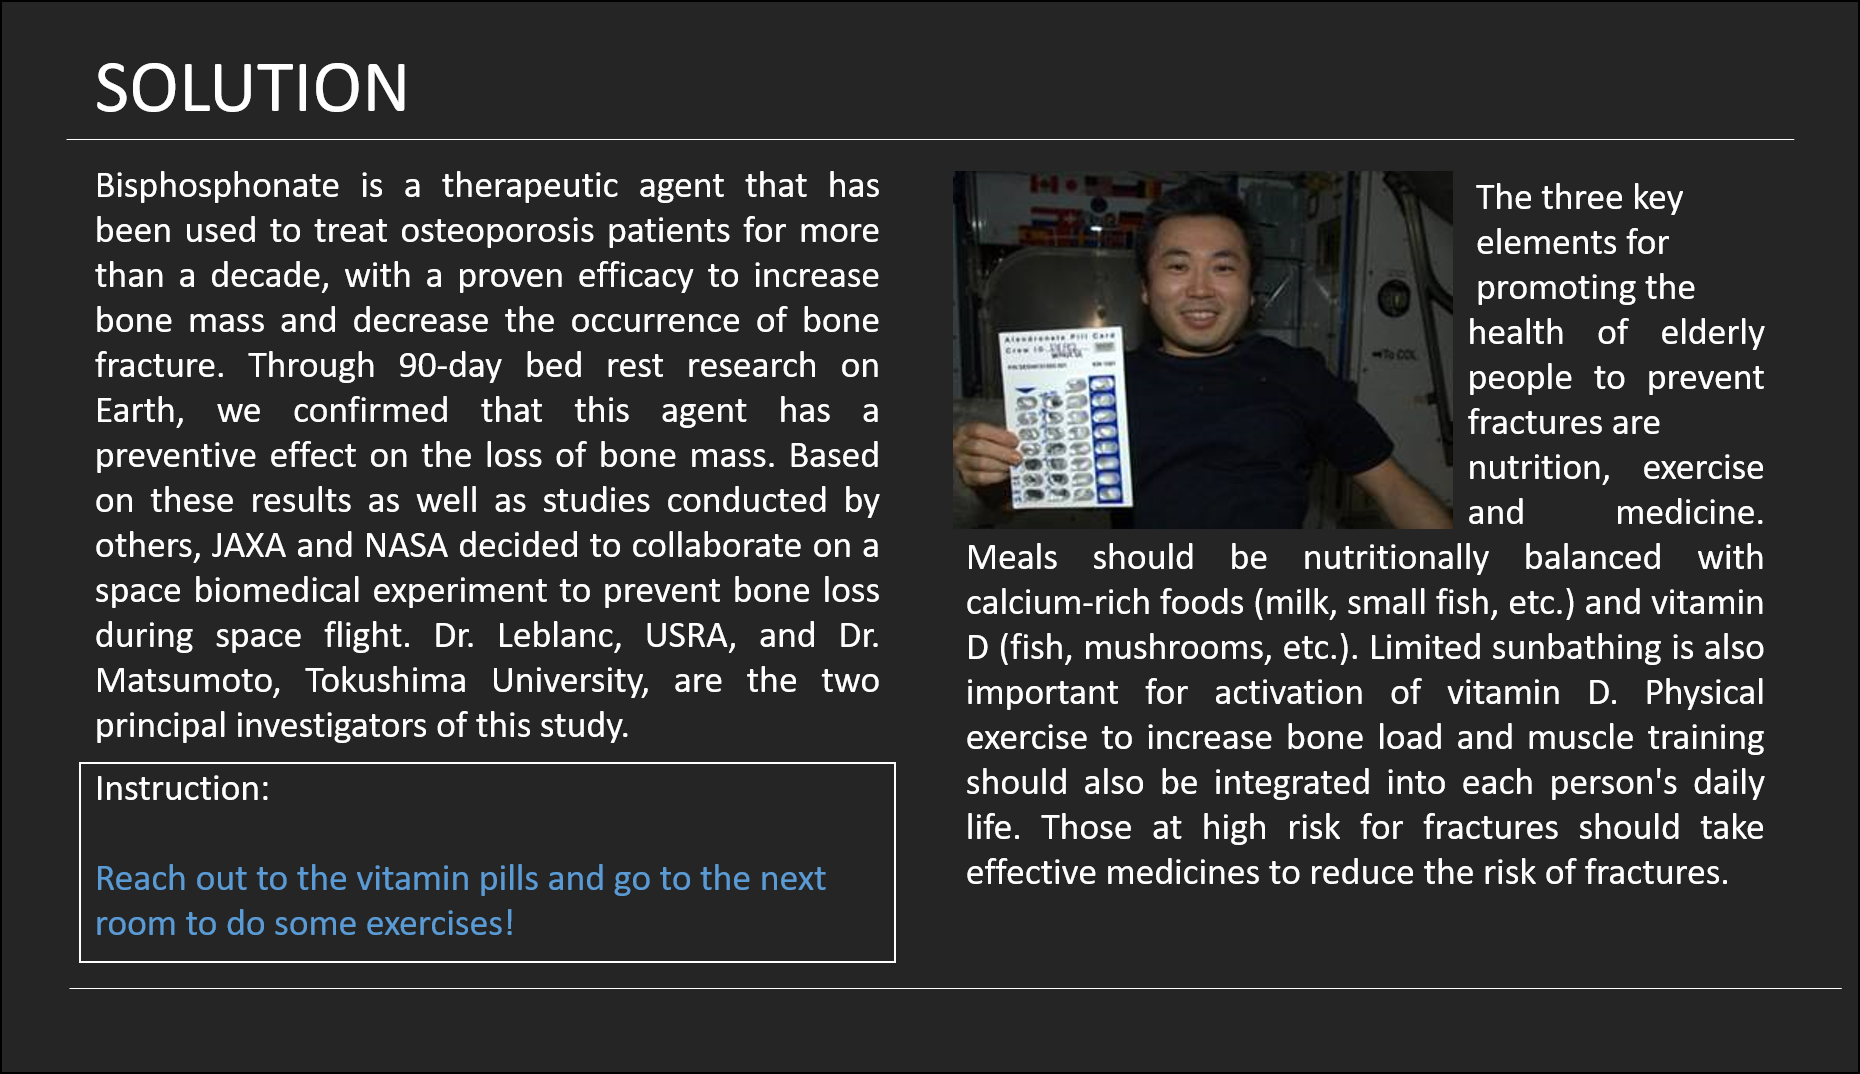 SOLUTION
Bisphosphonate is a therapeutic agent that has
been used to treat osteoporosis patients for more
than a decade, with a proven efficacy to increase
bone mass and decrease the occurrence of bone
fracture. Through 90-day bed rest research on
Earth, we confirmed that this agent has a
preventive effect on the loss of bone mass. Based
on these results as well as studies conducted by
others, JAXA and NASA decided to collaborate on a
space biomedical experiment to prevent bone loss
during space flight. Dr. Leblanc, USRA, and Dr.
Matsumoto, Tokushima University, are the two
principal investigators of this study.
Instruction:
Reach out to the vitamin pills and go to the next
room to do some exercises!
Alendronate Pill Card
Crew ID
To COL
The three key
elements for
promoting the
health of elderly
people to prevent
fractures are
nutrition, exercise
and medicine.
Meals should be nutritionally balanced with
calcium-rich foods (milk, small fish, etc.) and vitamin
D (fish, mushrooms, etc.). Limited sunbathing is also
important for activation of vitamin D. Physical
exercise to increase bone load and muscle training
should also be integrated into each person's daily
life. Those at high risk for fractures should take
effective medicines to reduce the risk of fractures.